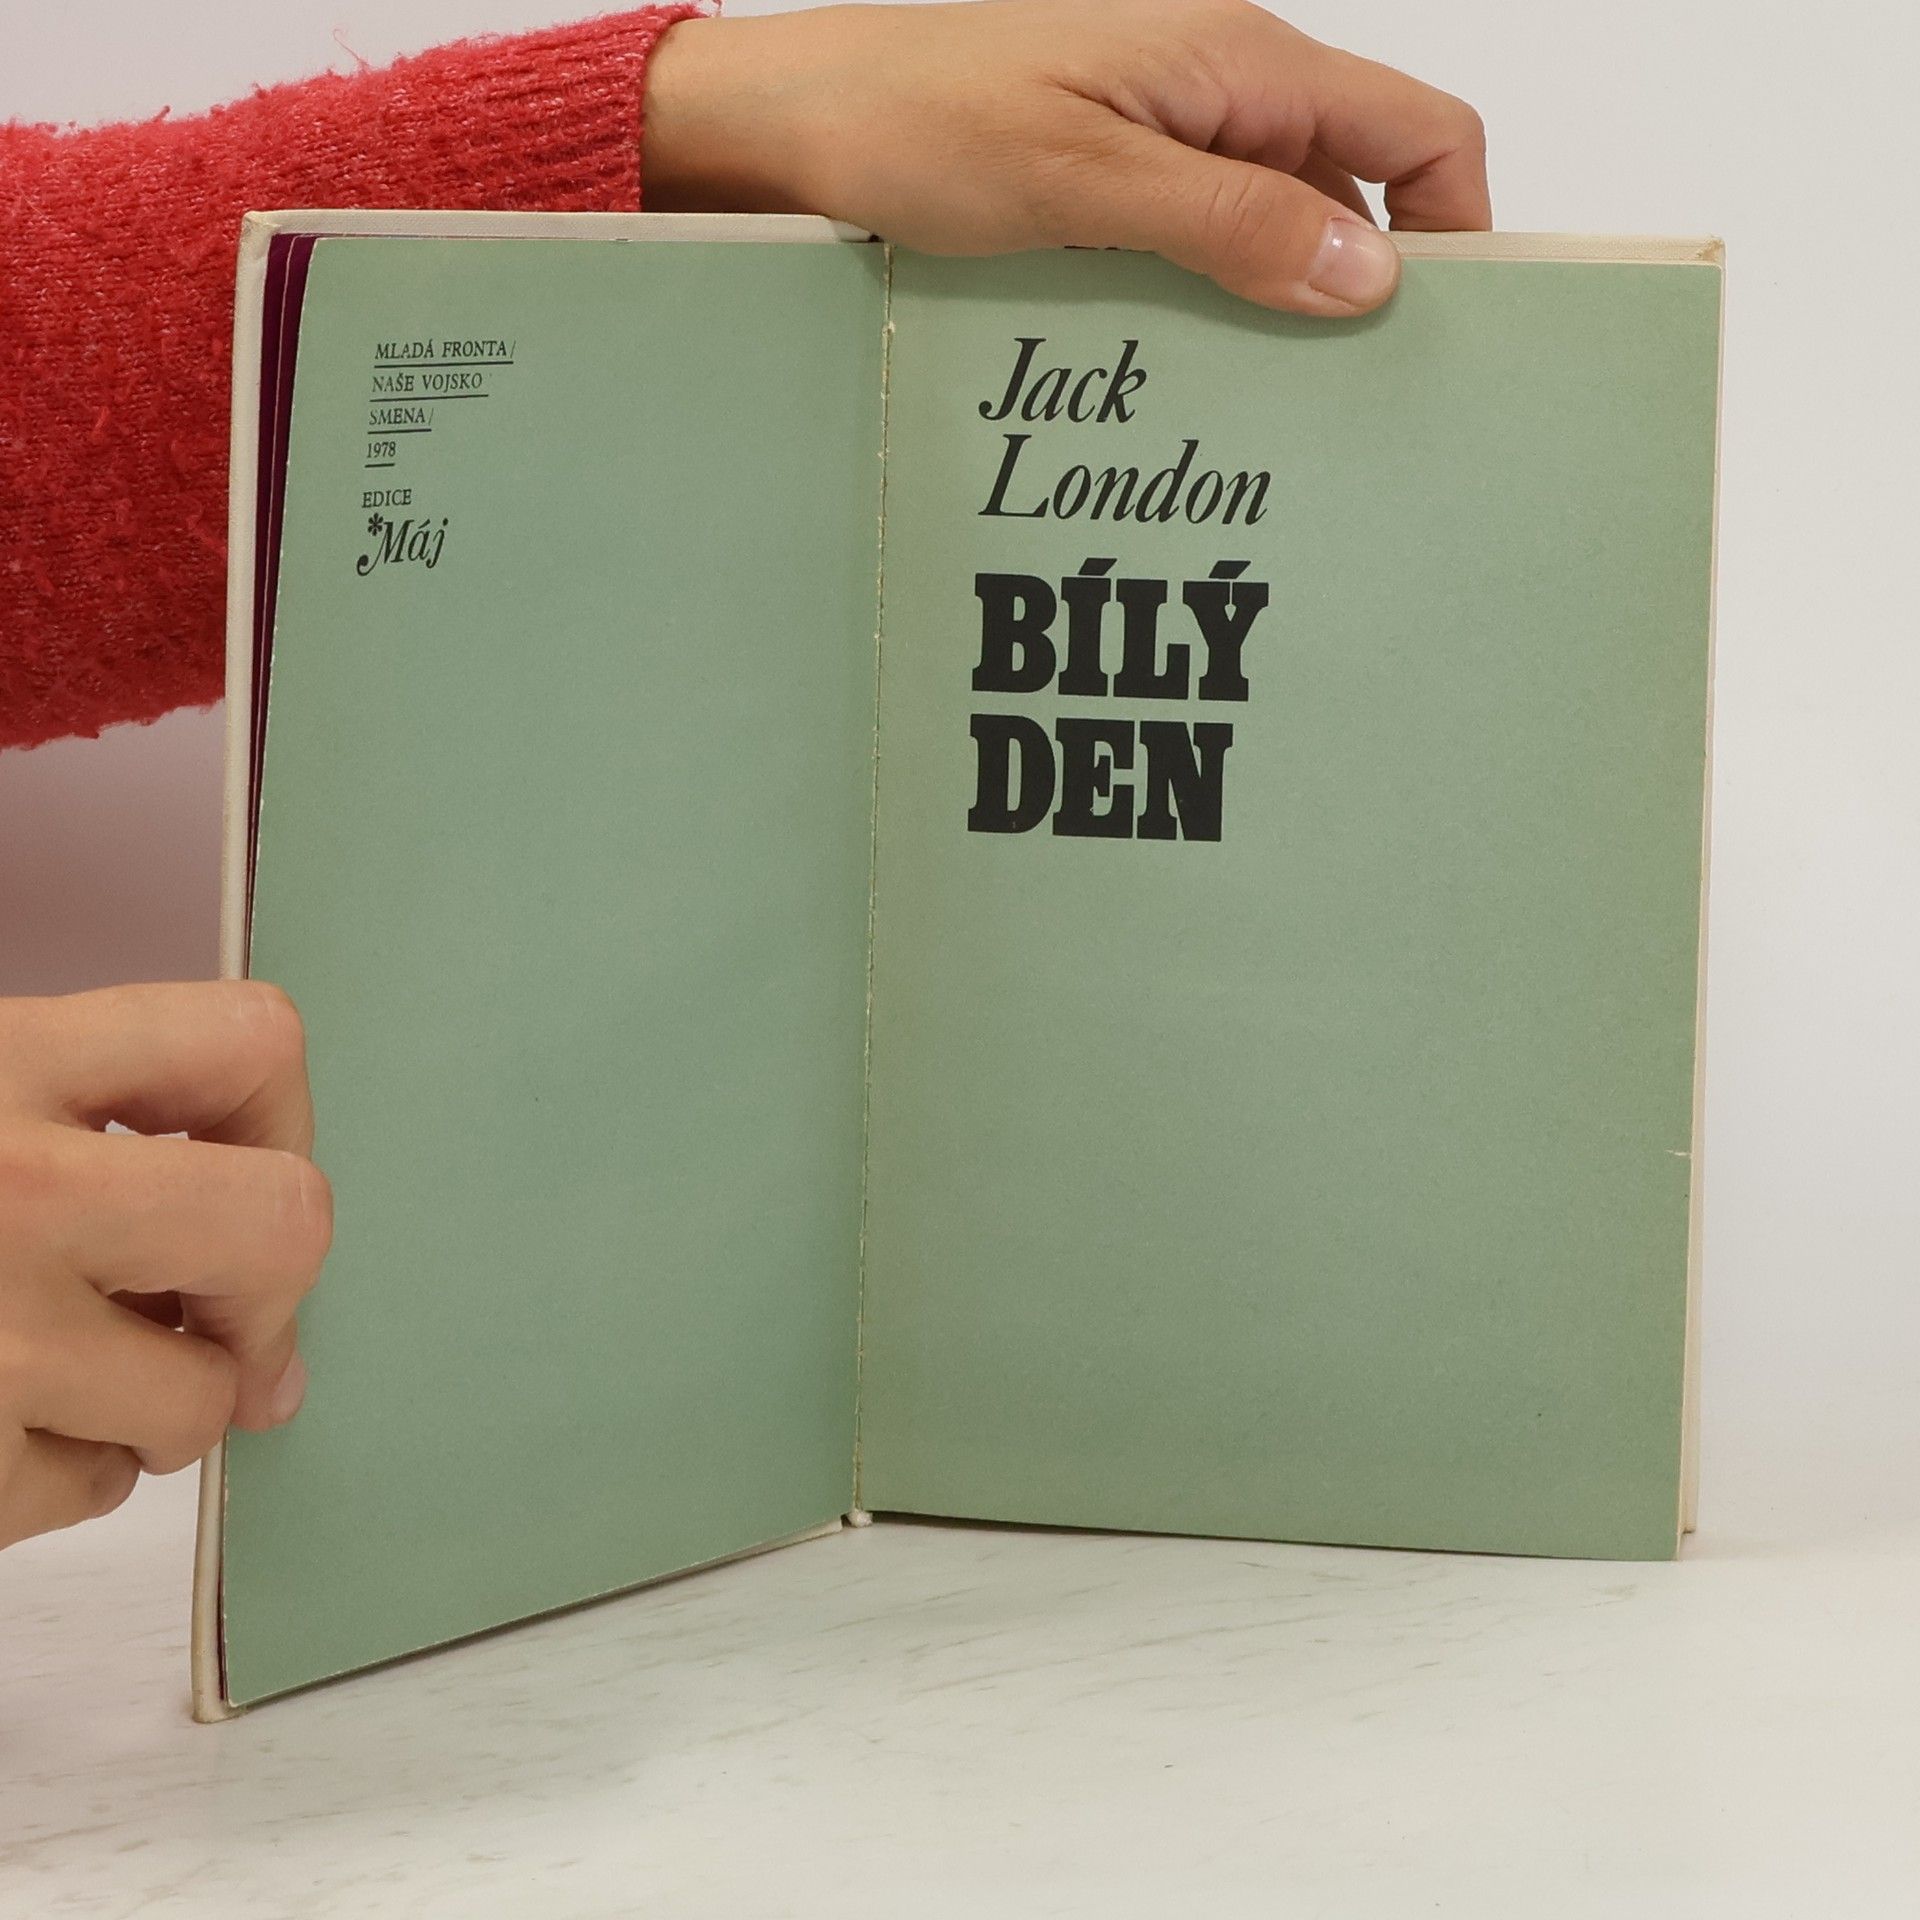 MLADÁ FRONTA/
NAŠE VOJSKO
SMENA/
1978
EDICE
*Máj
Jack
London
BÍLÝ
DEN